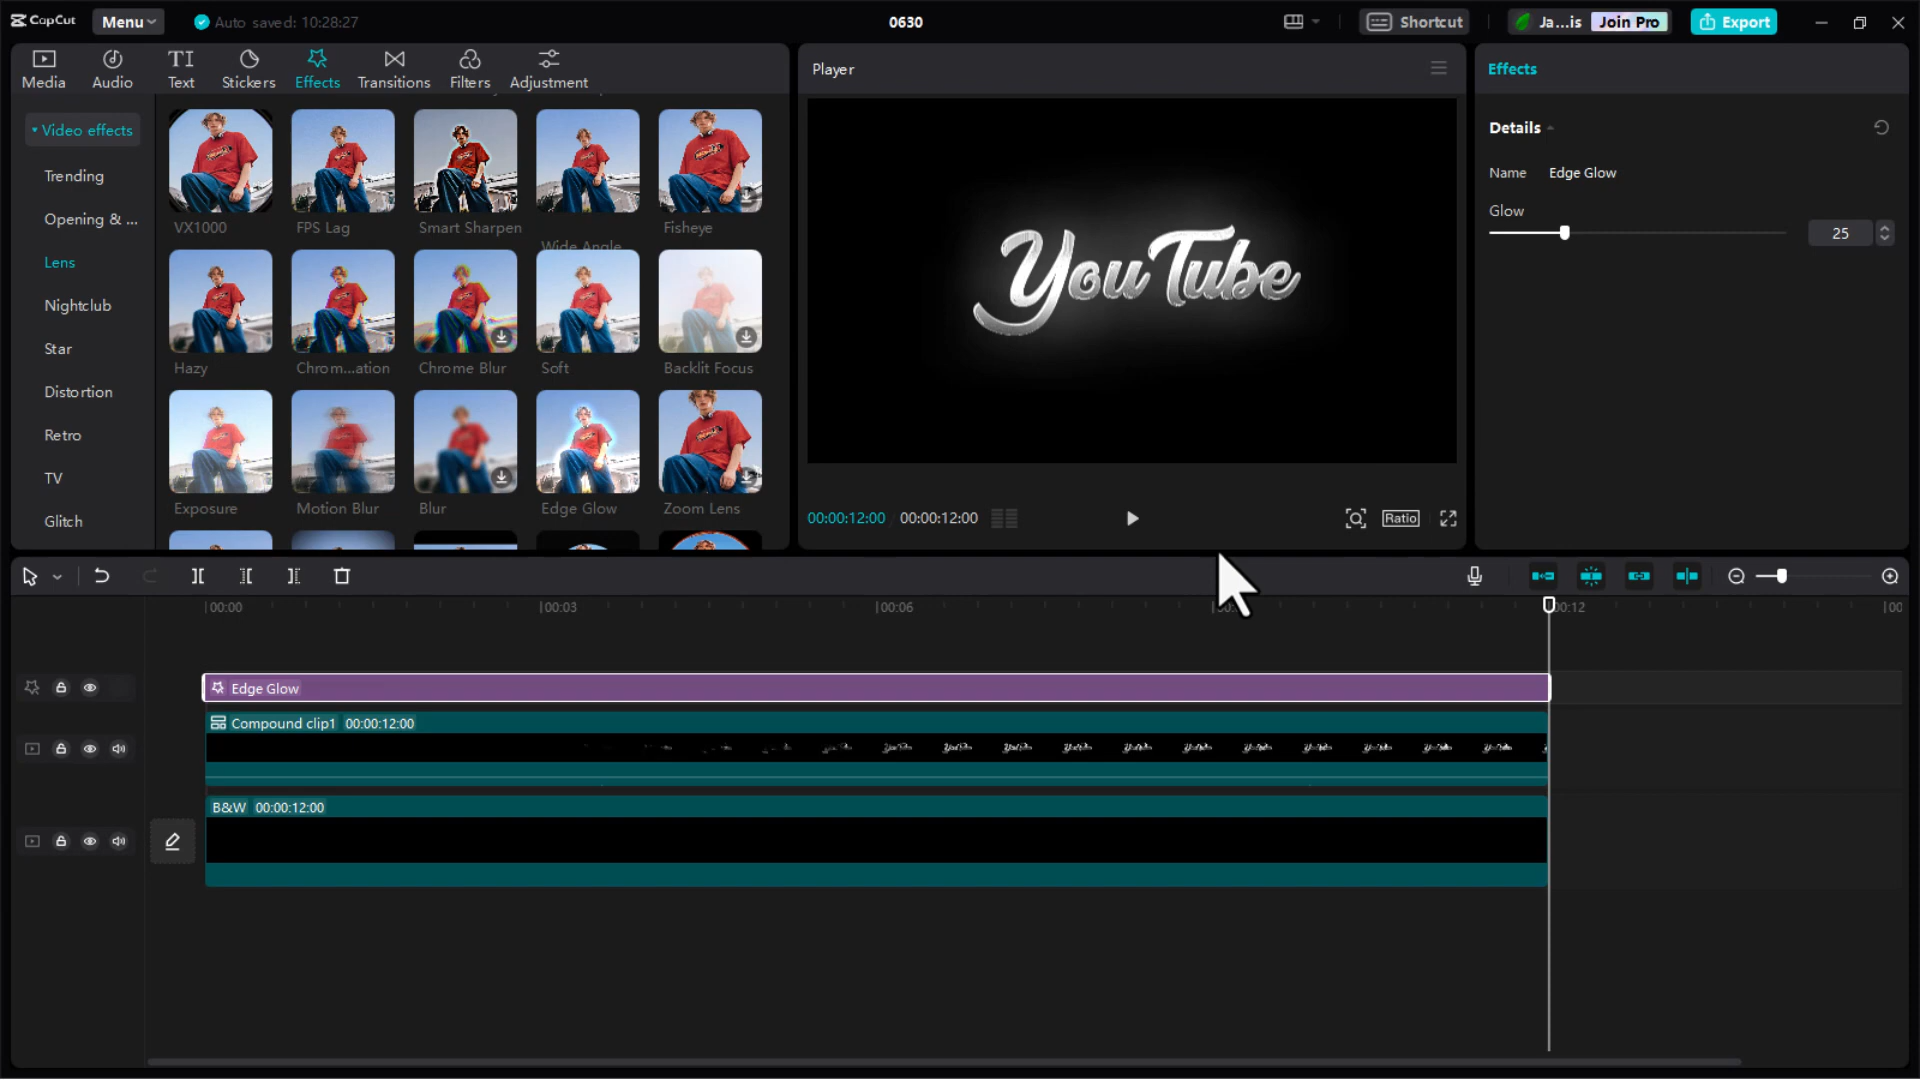 CapCut
Menu
Auto saved: 10:28:27
0630
Shortcut
Ja...is
Join Pro
Export
Media
Audio
TI
Text
Stickers
Effects
Transitions
Filters
Adjustment
Video effects
Trending
Opening & ...
Lens
Nightclub
Star
Distortion
Retro
TV
Glitch
VX1000
FPS Lag
Smart Sharpen
Wide Angle
Fisheye
Hazy
Chrom...ation
Chrome Blur
Soft
Backlit Focus
Exposure
Motion Blur
Blur
Edge Glow
Zoom Lens
Player
YouTube
00:00:12:00
00:00:12:00
Ratio
Effects
Details
Name
Edge Glow
Glow
25
00:00
00:03
00:06
00:12
Edge Glow
Compound clip1 00:00:12:00
B&W 00:00:12:00